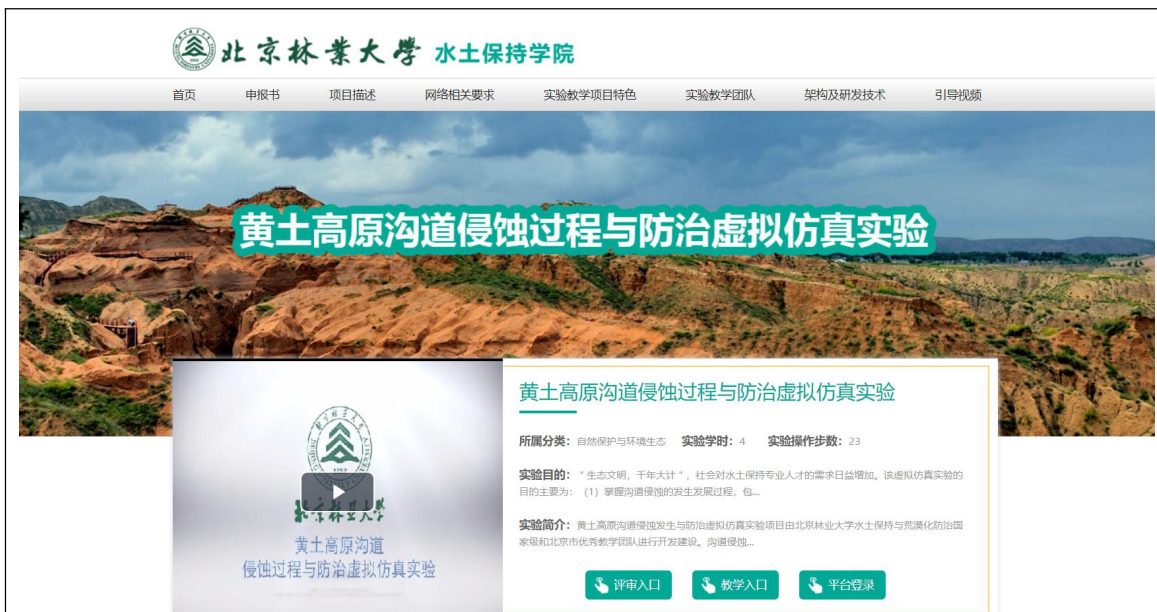 北京林業大學 水土保持学院
首页 申报书 项目描述 网络相关要求 实验教学项目特色 实验教学团队 架构及研发技术 引导视频
黄土高原沟道侵蚀过程与防治虚拟仿真实验
北京林业大学
黄土高原沟道
侵蚀过程与防治虚拟仿真实验
黄土高原沟道侵蚀过程与防治虚拟仿真实验
所属分类：自然保护与环境生态 实验学时：4 实验操作步数：23
实验目的：“生态文明，千年大计”，社会对水土保持专业人才的需求日益增加。该虚拟仿真实验的
目的主要为：（1）掌握沟道侵蚀的发生发展过程，包...
实验简介：黄土高原沟道侵蚀发生与防治虚拟仿真实验项目由北京林业大学水土保持与荒漠化防治国
家级和北京市优秀教学团队进行开发建设。沟道侵蚀...
评审入口 教学入口 平台登录